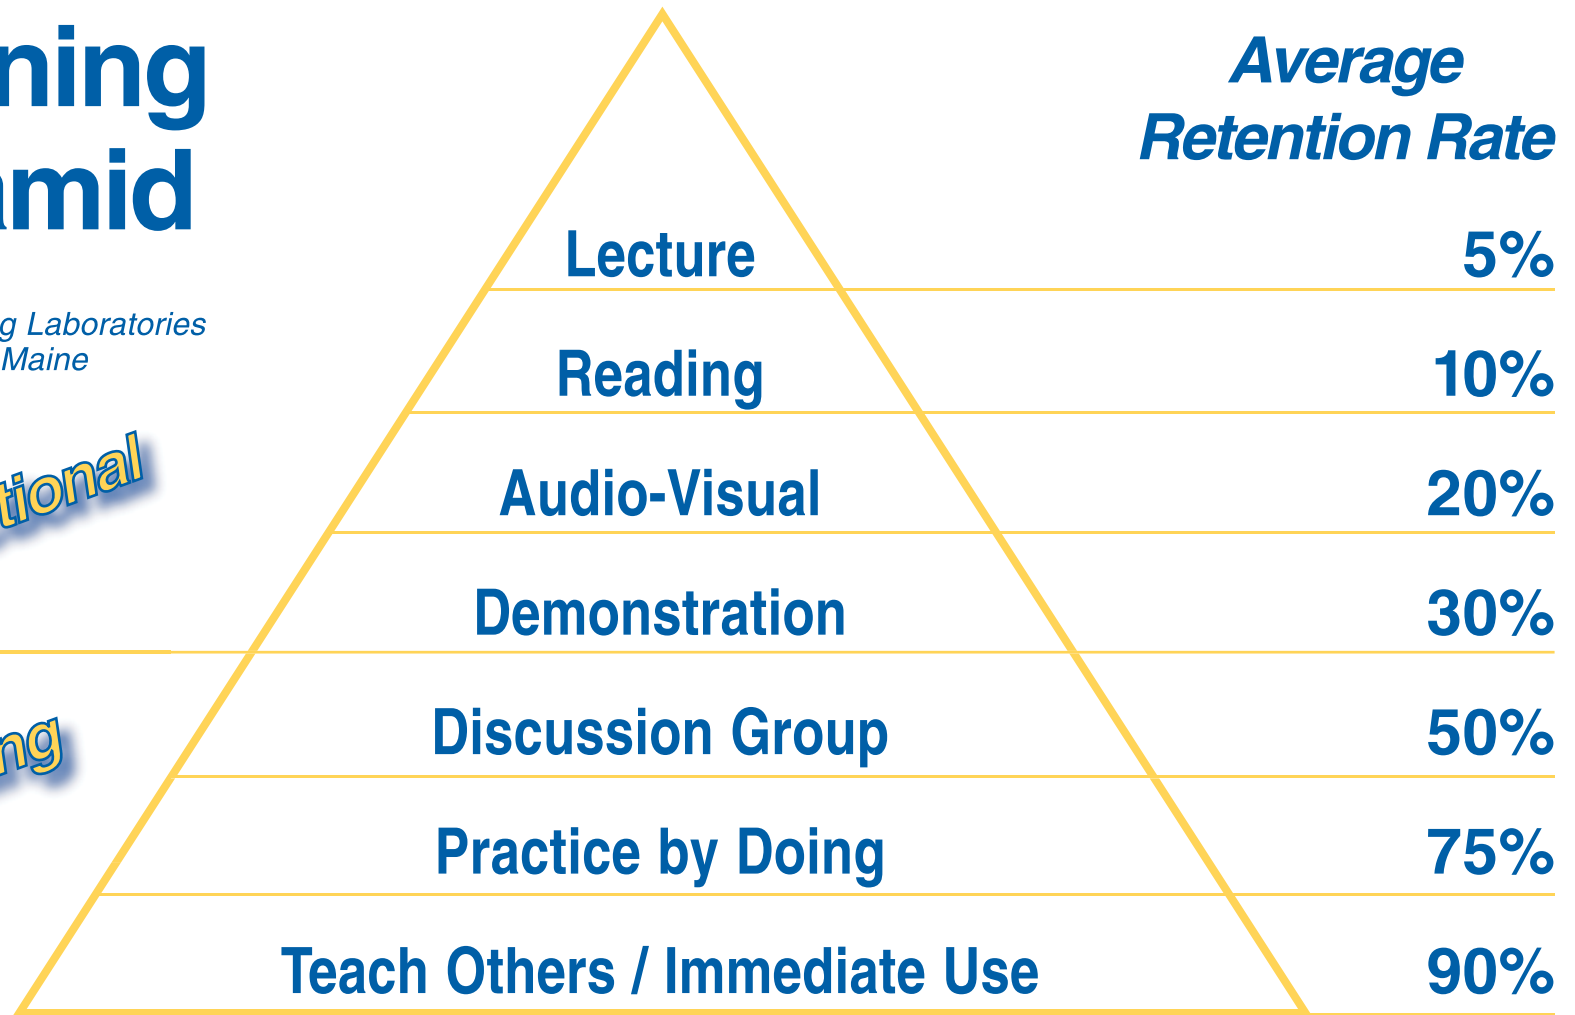 ning
amid
g Laboratories
Maine
tional
ng
Average
Retention Rate
Lecture 5%
Reading 10%
Audio-Visual 20%
Demonstration 30%
Discussion Group 50%
Practice by Doing 75%
Teach Others / Immediate Use 90%